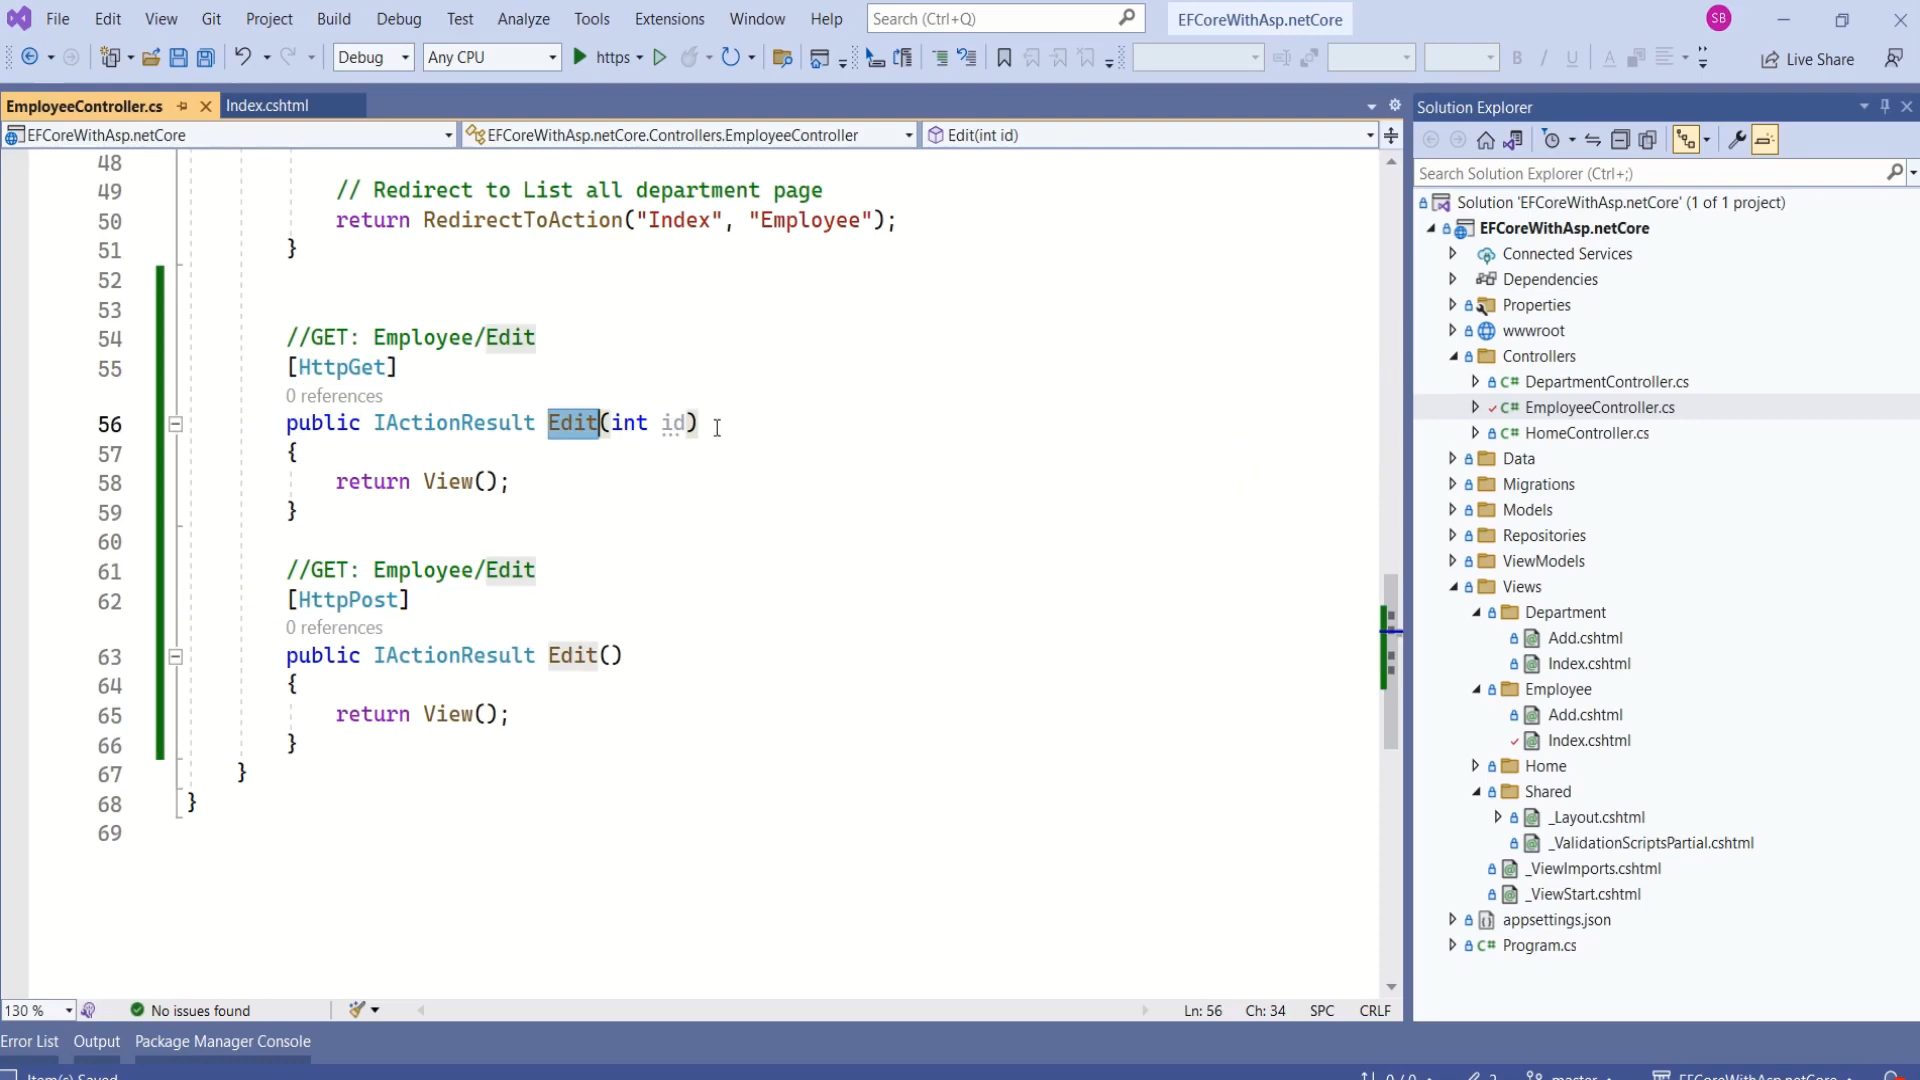 File Edit View Git Project Build Debug Test Analyze Tools Extensions Window Help Search (Ctrl+Q) EFCoreWithAsp.netCore SB
Debug Any CPU https Live Share
EmployeeController.cs Index.cshtml
EFCoreWithAsp.netCore EFCoreWithAsp.netCore.Controllers.EmployeeController Edit(int id)
48
49 // Redirect to List all department page
50 return RedirectToAction("Index", "Employee");
51 }
52
53
54 //GET: Employee/Edit
55 [HttpGet]
0 references
56 public IActionResult Edit(int id)
57 {
58 return View();
59 }
60
61 //GET: Employee/Edit
62 [HttpPost]
0 references
63 public IActionResult Edit()
64 {
65 return View();
66 }
67 }
68 }
69
130 % No issues found Ln: 56 Ch: 34 SPC CRLF
Error List Output Package Manager Console
Item(s) Saved 0 / 0 2 master EFCoreWithAsp.netCore
Solution Explorer
Search Solution Explorer (Ctrl+;)
Solution 'EFCoreWithAsp.netCore' (1 of 1 project)
EFCoreWithAsp.netCore
Connected Services
Dependencies
Properties
wwwroot
Controllers
C# DepartmentController.cs
C# EmployeeController.cs
C# HomeController.cs
Data
Migrations
Models
Repositories
ViewModels
Views
Department
Add.cshtml
Index.cshtml
Employee
Add.cshtml
Index.cshtml
Home
Shared
_Layout.cshtml
_ValidationScriptsPartial.cshtml
_ViewImports.cshtml
_ViewStart.cshtml
appsettings.json
C# Program.cs